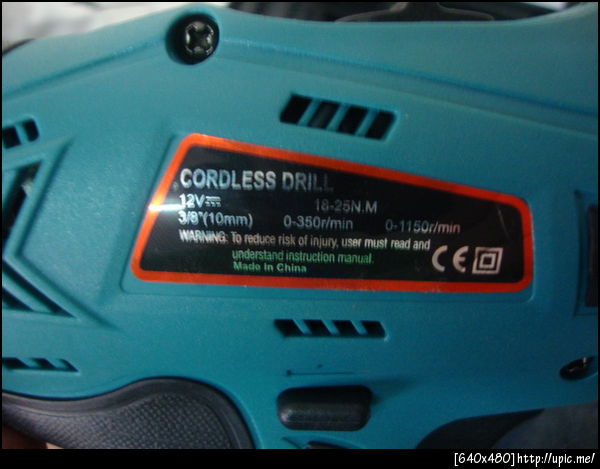 CORDLESS DRILL
12V 18-25N.M
3/8"(10mm) 0-350r/min 0-1150r/min
WARNING: To reduce risk of injury, user must read and
understand instruction manual.
Made In China
CE
[640x480]http://upic.me/